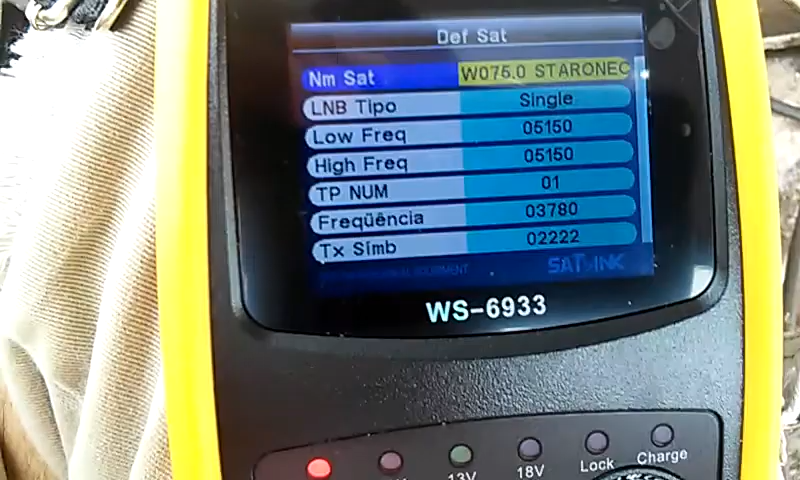 Def Sat
Nm Sat W075.0 STARONEC
LNB Tipo Single
Low Freq 05150
High Freq 05150
TP NUM 01
Freqüência 03780
Tx Símb 02222
SATLINK
WS-6933
13V 18V Lock Charge